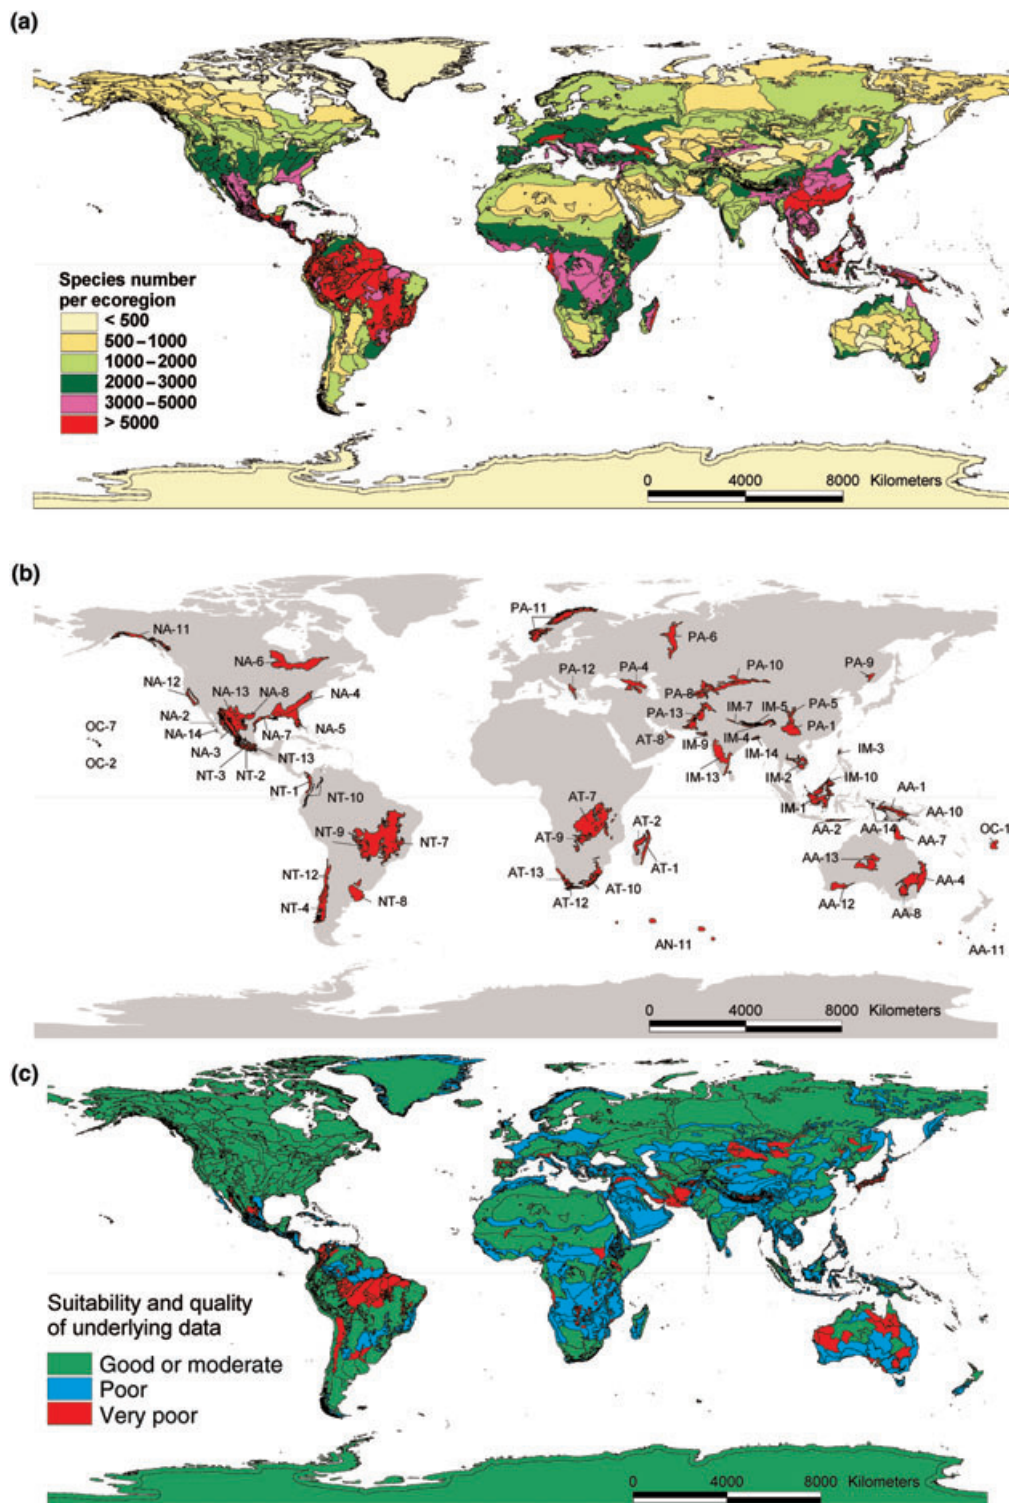 (a)
Species number
per ecoregion
< 500
500–1000
1000–2000
2000–3000
3000–5000
> 5000
0 4000 8000 Kilometers
(b)
PA-11
NA-11
PA-6
NA-6
PA-12
PA-4
PA-10
PA-9
NA-12
NA-13
NA-8
NA-4
PA-8
IM-7
IM-5
PA-5
OC-7
NA-2
PA-13
PA-1
NA-14
NA-7
NA-5
AT-8
IM-9
IM-4
IM-14
IM-3
OC-2
NA-3
NT-13
NT-3
NT-2
IM-13
IM-2
IM-10
NT-1
NT-10
AT-7
IM-1
AA-1
AA-10
NT-9
NT-7
AT-9
AT-2
AA-2
AA-14
AA-7
OC-1
AT-1
AA-13
NT-12
AT-13
AT-10
AA-4
NT-4
NT-8
AT-12
AA-12
AA-8
AN-11
AA-11
0 4000 8000 Kilometers
(c)
Suitability and quality
of underlying data
Good or moderate
Poor
Very poor
0 4000 8000 Kilometers